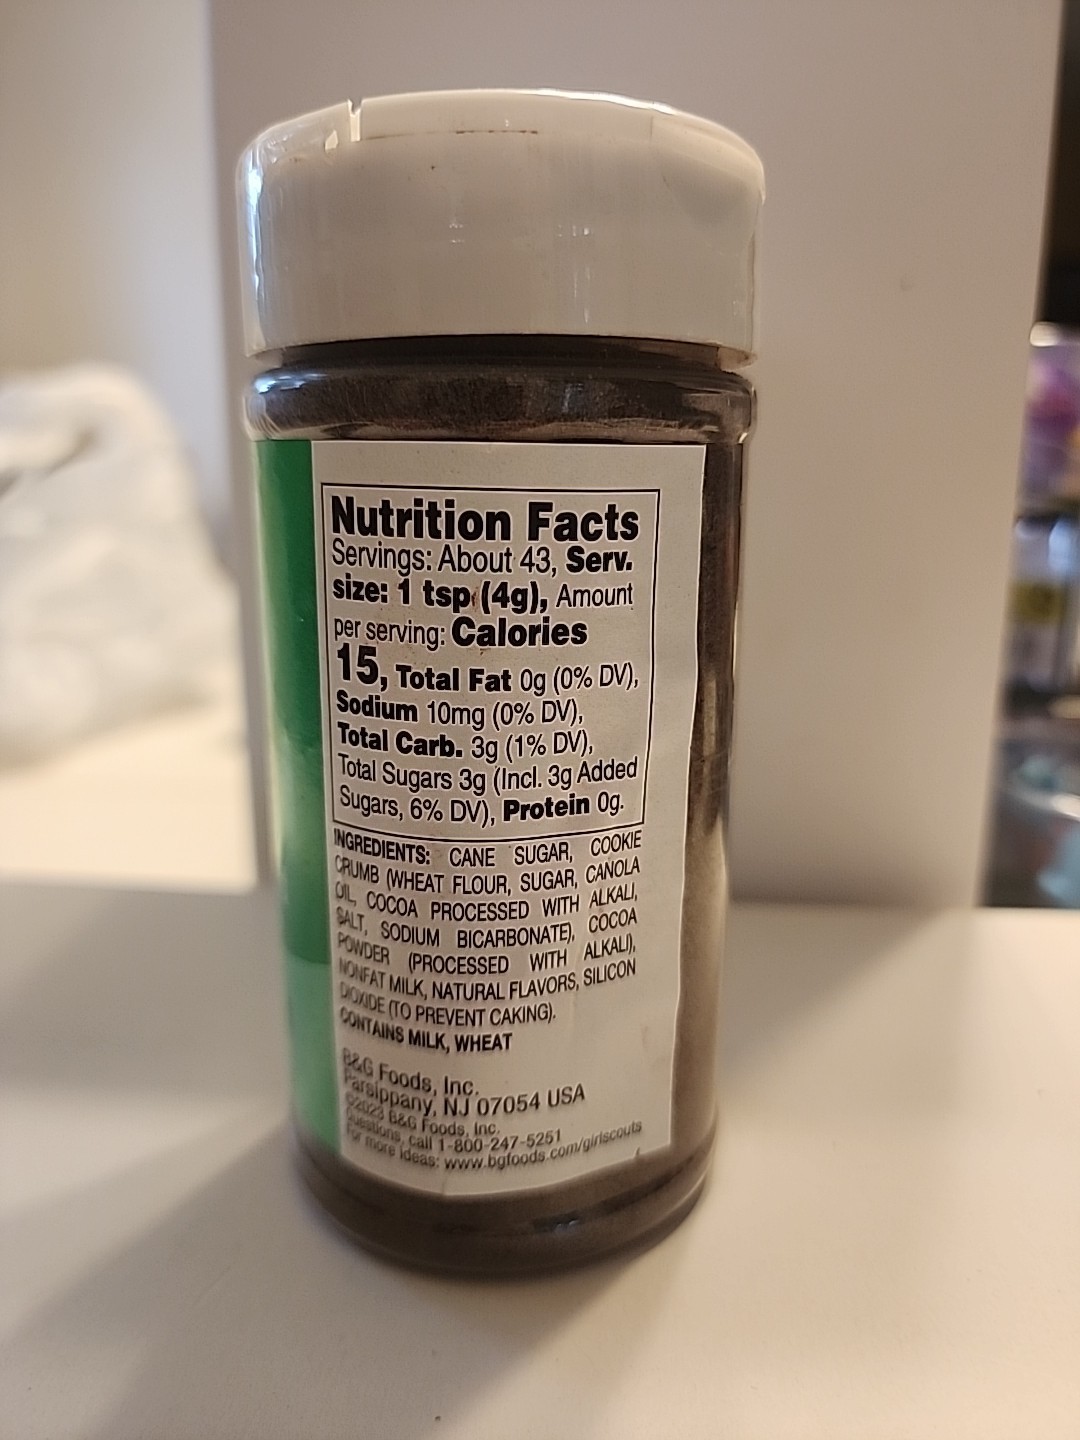 Nutrition Facts
Servings: About 43, Serv.
size: 1 tsp (4g), Amount
per serving: Calories
15, Total Fat 0g (0% DV),
Sodium 10mg (0% DV),
Total Carb. 3g (1% DV),
Total Sugars 3g (Incl. 3g Added
Sugars, 6% DV), Protein 0g.
INGREDIENTS: CANE SUGAR, COOKIE
CRUMB (WHEAT FLOUR, SUGAR, CANOLA
OIL, COCOA PROCESSED WITH ALKALI,
SALT, SODIUM BICARBONATE), COCOA
POWDER (PROCESSED WITH ALKALI),
NONFAT MILK, NATURAL FLAVORS, SILICON
DIOXIDE (TO PREVENT CAKING).
CONTAINS MILK, WHEAT
B&G Foods, Inc.
Parsippany, NJ 07054 USA
©2023 B&G Foods, Inc.
Questions, call 1-800-247-5251
For more ideas: www.bgfoods.com/girlscouts